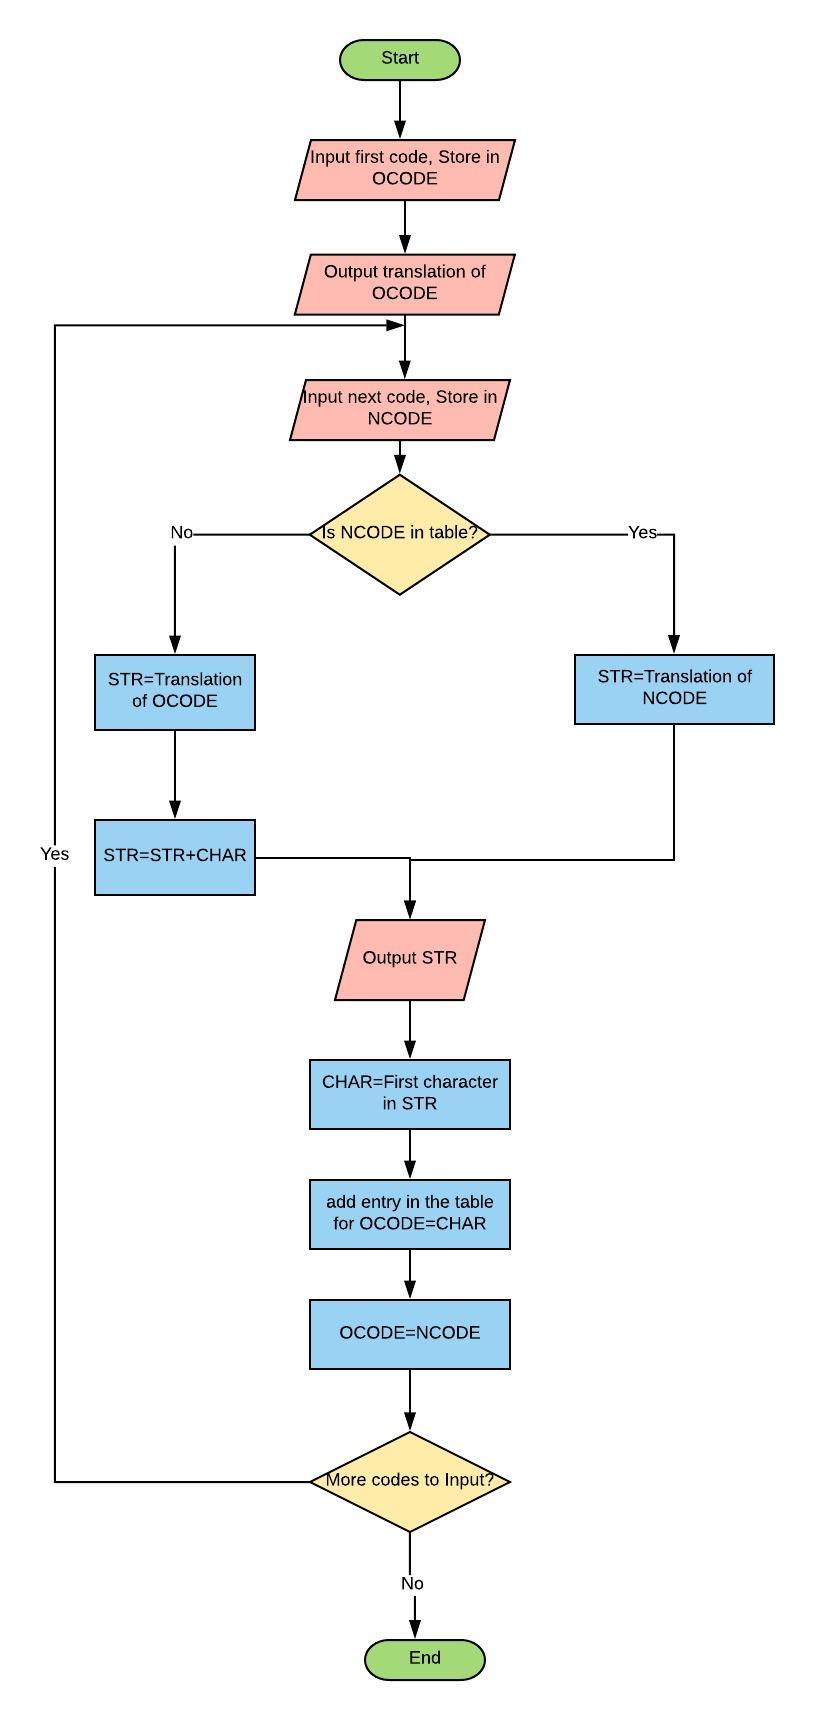 Start
Input first code, Store in
OCODE
Output translation of
OCODE
Input next code, Store in
NCODE
Is NCODE in table?
No
Yes
STR=Translation
of OCODE
STR=Translation of
NCODE
STR=STR+CHAR
Yes
Output STR
CHAR=First character
in STR
add entry in the table
for OCODE=CHAR
OCODE=NCODE
More codes to Input?
No
End